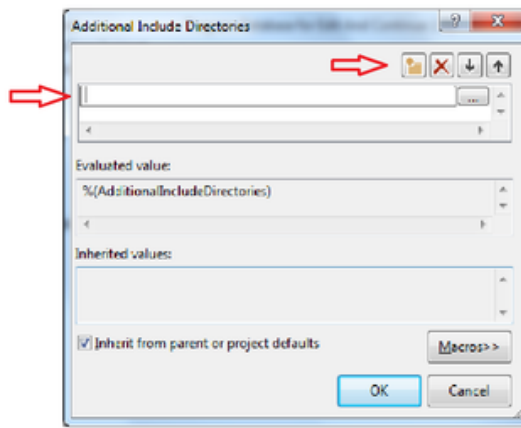 Additional Include Directories
...
Evaluated value:
%(AdditionalIncludeDirectories)
Inherited values:
Inherit from parent or project defaults
Macros>>
OK
Cancel